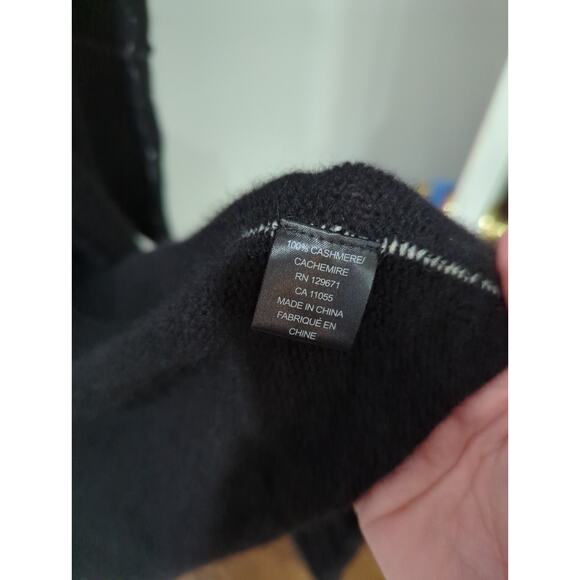 100% CASHMERE/
CACHEMIRE
RN 129671
CA 11055
MADE IN CHINA
FABRIQUÉ EN
CHINE